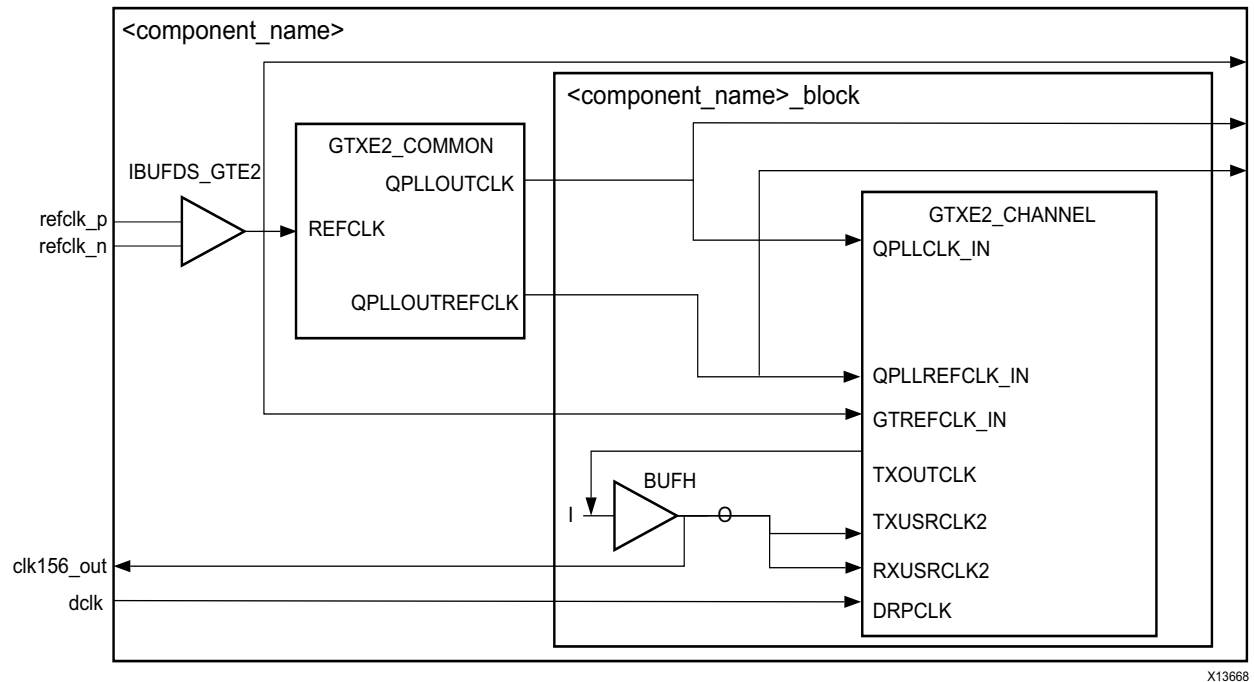 <component_name>
<component_name>_block
GTXE2_COMMON
IBUFDS_GTE2
QPLLOUTCLK
refclk_p
refclk_n
REFCLK
GTXE2_CHANNEL
QPLLCLK_IN
QPLLOUTREFCLK
QPLLREFCLK_IN
GTREFCLK_IN
TXOUTCLK
BUFH
I
O
TXUSRCLK2
clk156_out
RXUSRCLK2
dclk
DRPCLK
X13668